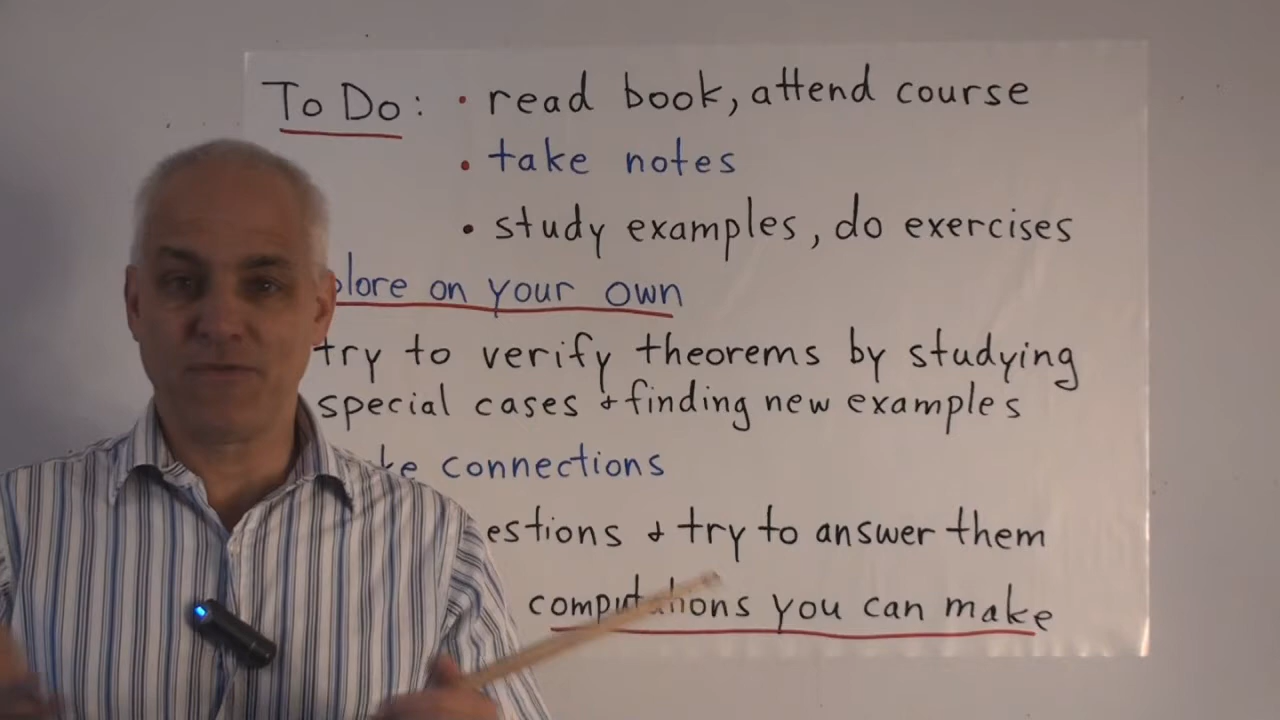 To Do: • read book, attend course
• take notes
• study examples, do exercises
plore on your own
try to verify theorems by studying
special cases & finding new examples
ke connections
estions & try to answer them
computations you can make